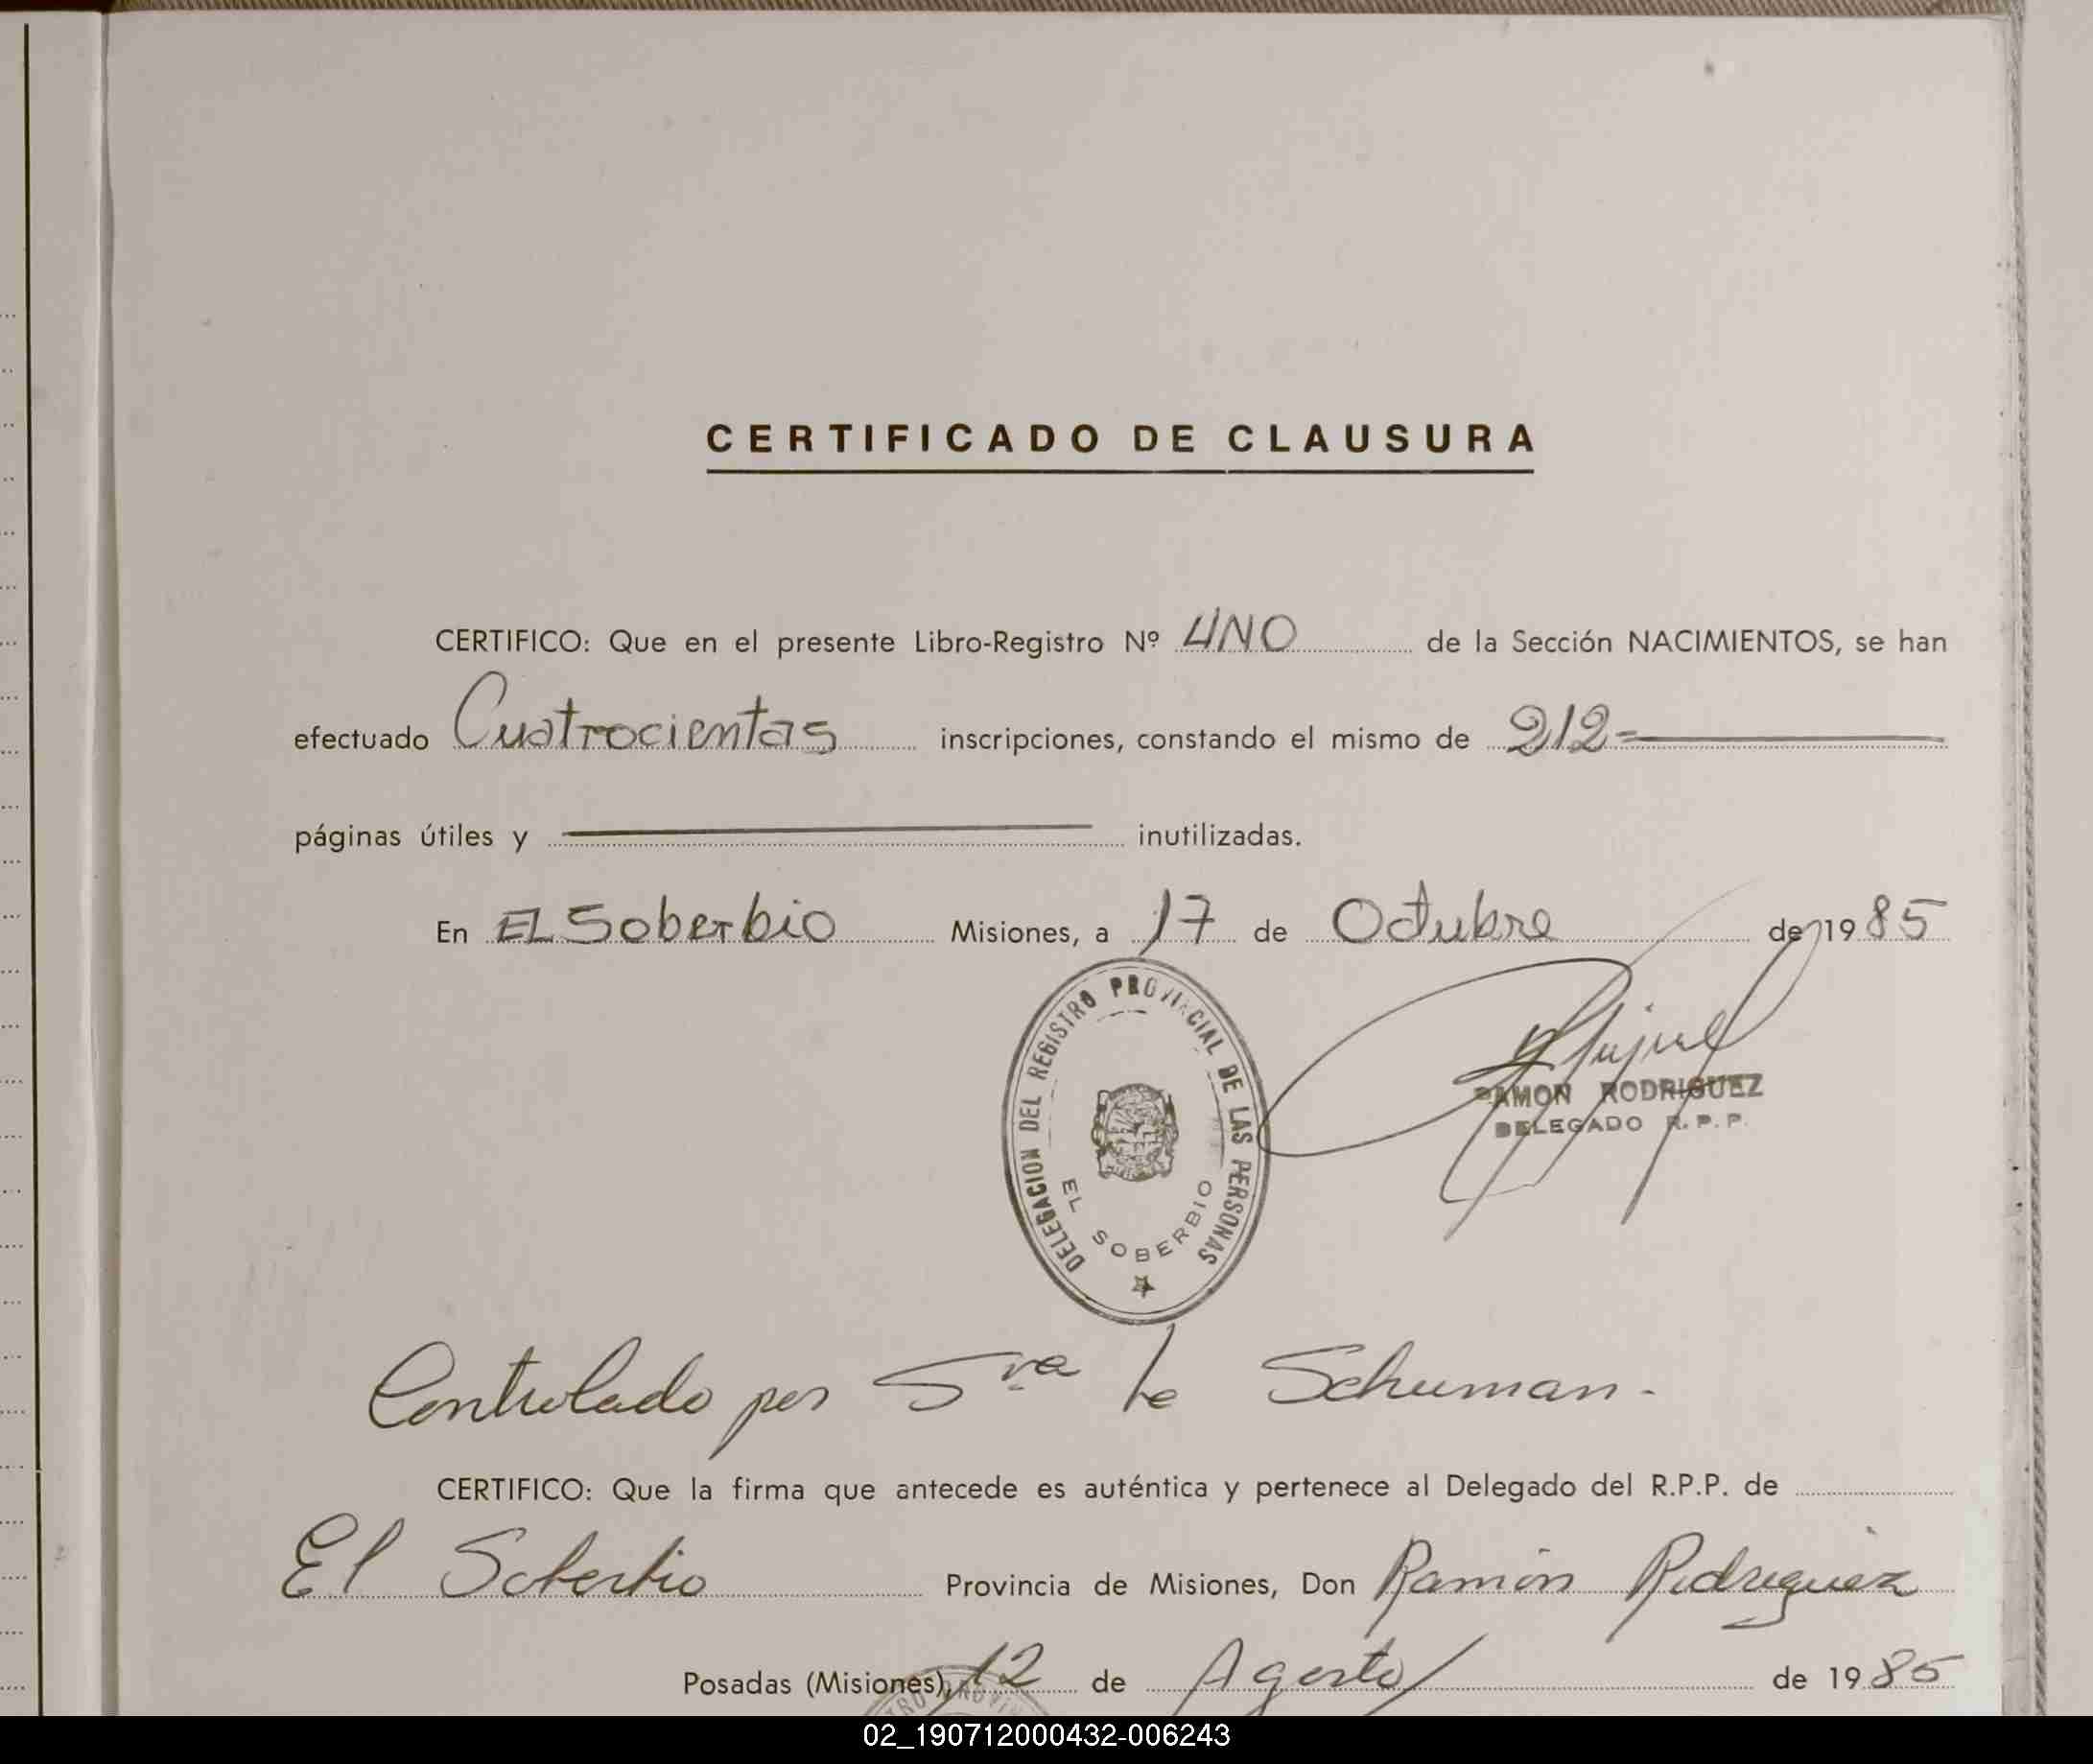 CERTIFICADO DE CLAUSURA
CERTIFICO: Que en el presente Libro-Registro Nº UNO de la Sección NACIMIENTOS, se han
efectuado Cuatrocientas inscripciones, constando el mismo de 212=
páginas útiles y inutilizadas.
En EL Soberbio Misiones, a 17 de Octubre de 1985
DELEGACION DEL REGISTRO PROVINCIAL DE LAS PERSONAS
EL SOBERBIO
RAMON RODRIGUEZ
DELEGADO R.P.P.
Controlado por Sra de Schuman.
CERTIFICO: Que la firma que antecede es auténtica y pertenece al Delegado del R.P.P. de
El Soberbio Provincia de Misiones, Don Ramón Rodriguez
Posadas (Misiones), 12 de Agosto de 1985
02_190712000432-006243